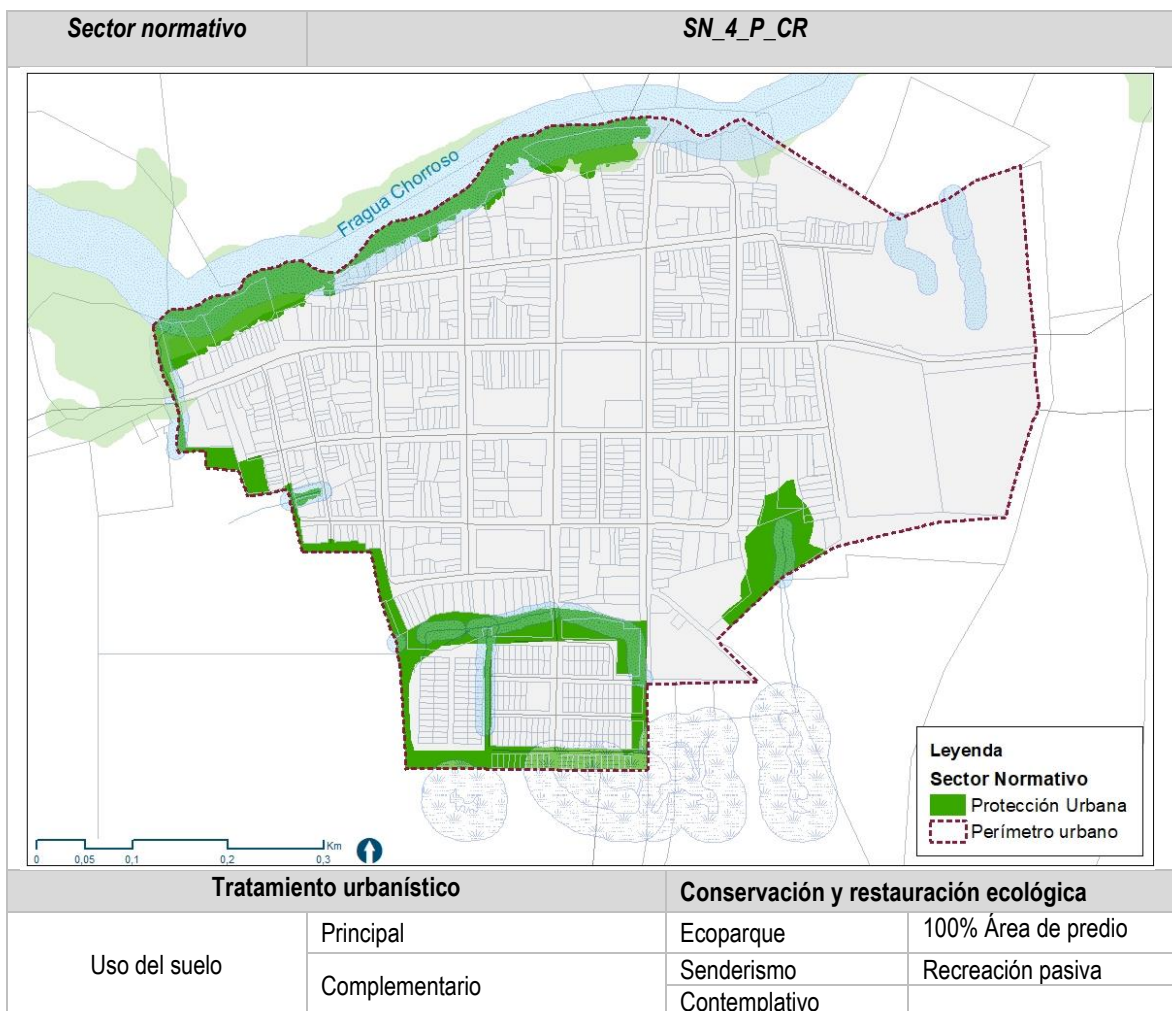 Sector normativo SN_4_P_CR
Fragua Chorroso
Leyenda
Sector Normativo
Protección Urbana
Perímetro urbano
Km
0 0,05 0,1 0,2 0,3
Tratamiento urbanístico Conservación y restauración ecológica
Uso del suelo Principal Ecoparque 100% Área de predio
Complementario Senderismo Recreación pasiva
Contemplativo